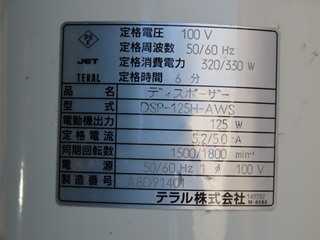 PS
E
JET
TERAL
定格電圧 100 V
定格周波数 50/60 Hz
定格消費電力 320/330 W
定格時間 6 分
品名 ディスポーザー
型式 DSP-125H-AWS
電動機出力 125 W
定格電流 5.2/5.0 A
同期回転数 1500/1800 min⁻¹
電源 50/60 Hz 1 φ 100 V
製造番号 A8D91401
テラル株式会社